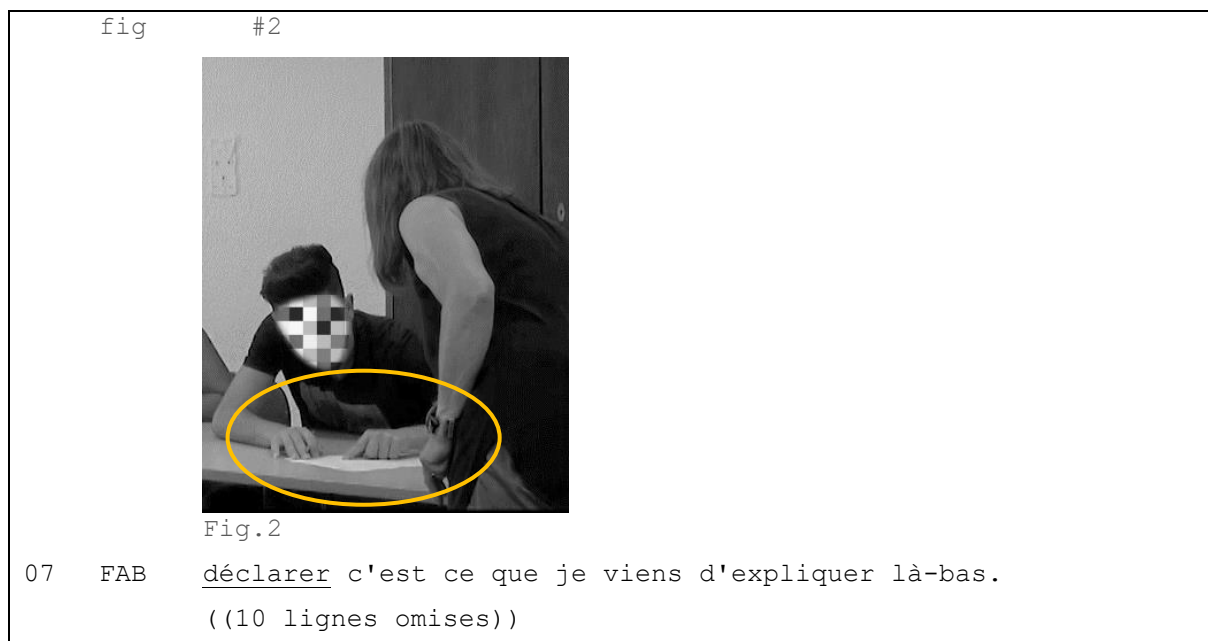 fig #2
Fig.2
07 FAB déclarer c'est ce que je viens d'expliquer là-bas.
((10 lignes omises))